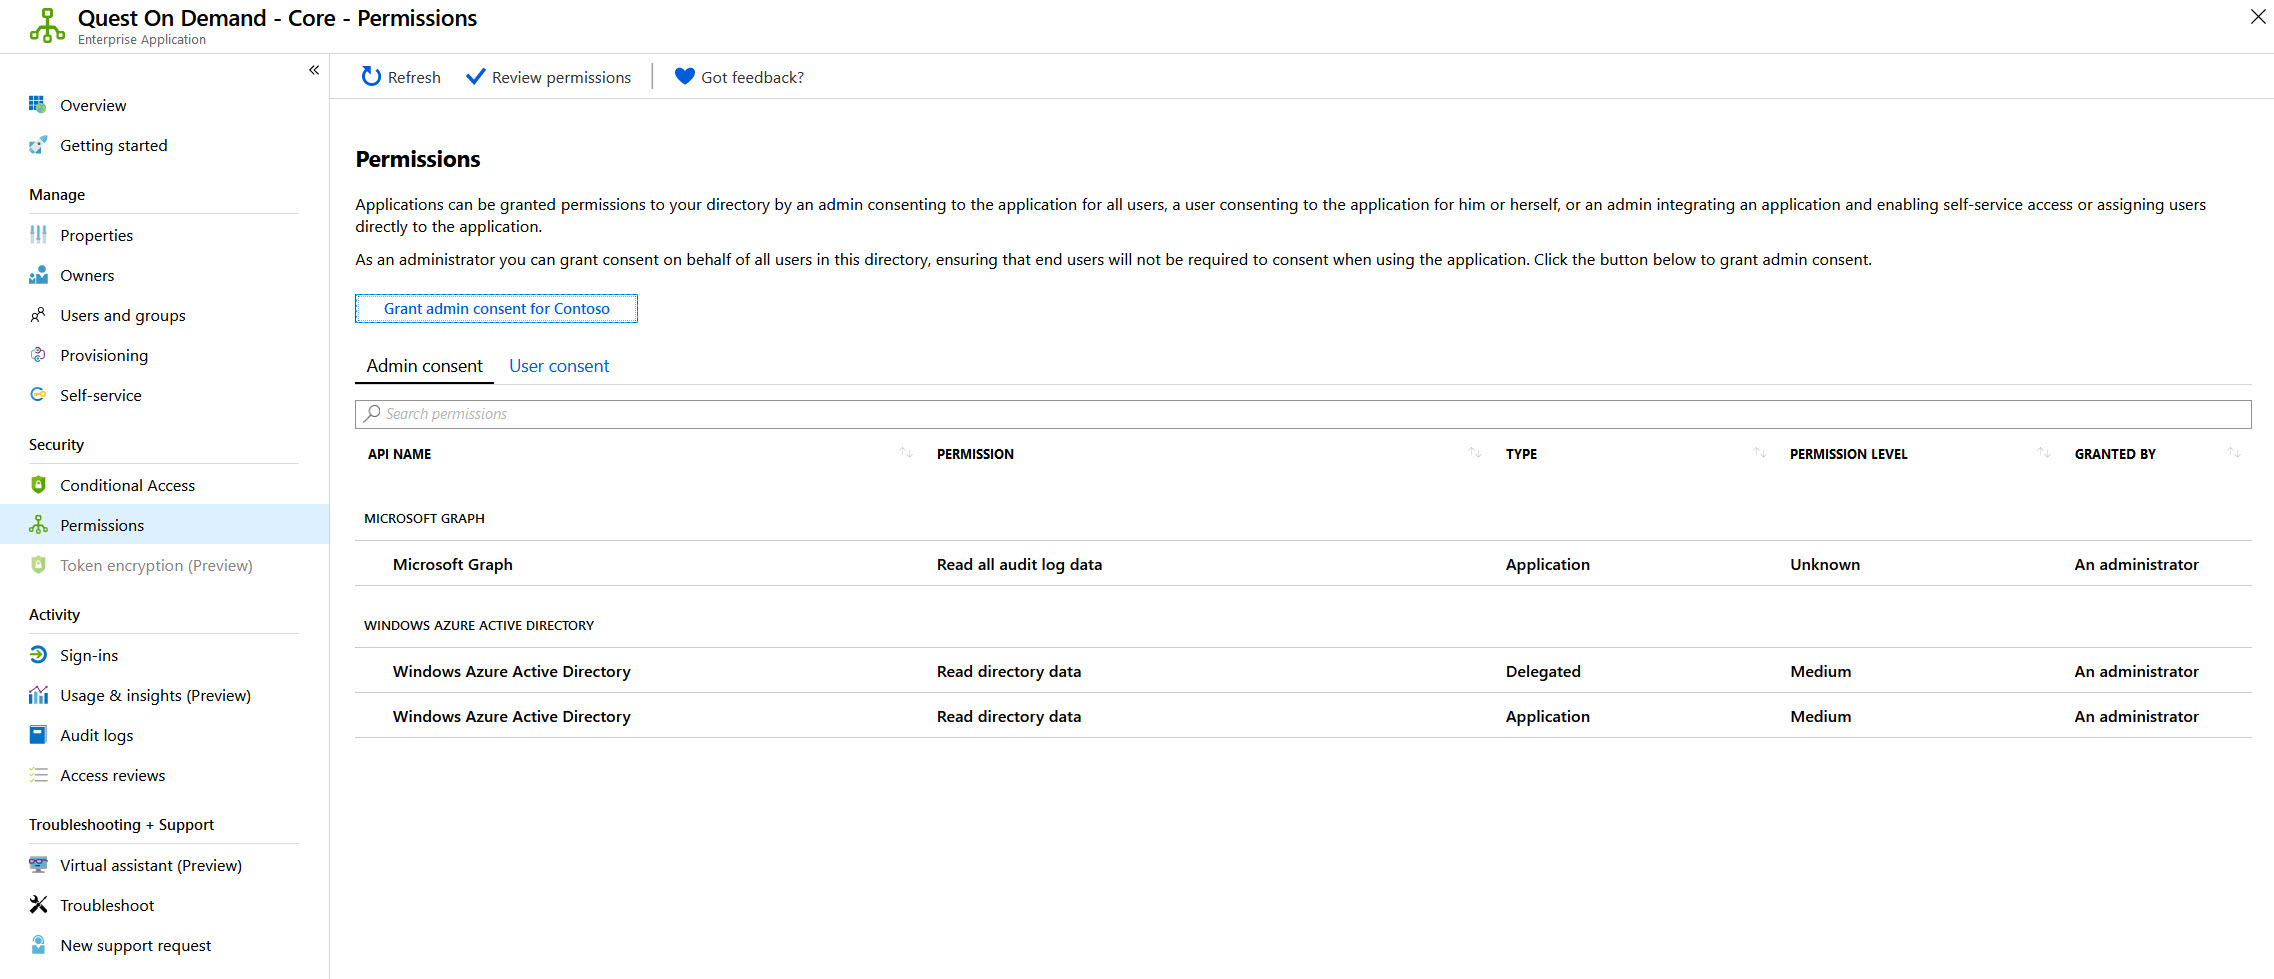 Quest On Demand - Core - Permissions
Enterprise Application
Overview
Getting started
Manage
Properties
Owners
Users and groups
Provisioning
Self-service
Security
Conditional Access
Permissions
Token encryption (Preview)
Activity
Sign-ins
Usage & insights (Preview)
Audit logs
Access reviews
Troubleshooting + Support
Virtual assistant (Preview)
Troubleshoot
New support request
Refresh Review permissions Got feedback?
Permissions
Applications can be granted permissions to your directory by an admin consenting to the application for all users, a user consenting to the application for him or herself, or an admin integrating an application and enabling self-service access or assigning users
directly to the application.
As an administrator you can grant consent on behalf of all users in this directory, ensuring that end users will not be required to consent when using the application. Click the button below to grant admin consent.
Grant admin consent for Contoso
Admin consent User consent
Search permissions
API NAME PERMISSION TYPE PERMISSION LEVEL GRANTED BY
MICROSOFT GRAPH
Microsoft Graph Read all audit log data Application Unknown An administrator
WINDOWS AZURE ACTIVE DIRECTORY
Windows Azure Active Directory Read directory data Delegated Medium An administrator
Windows Azure Active Directory Read directory data Application Medium An administrator